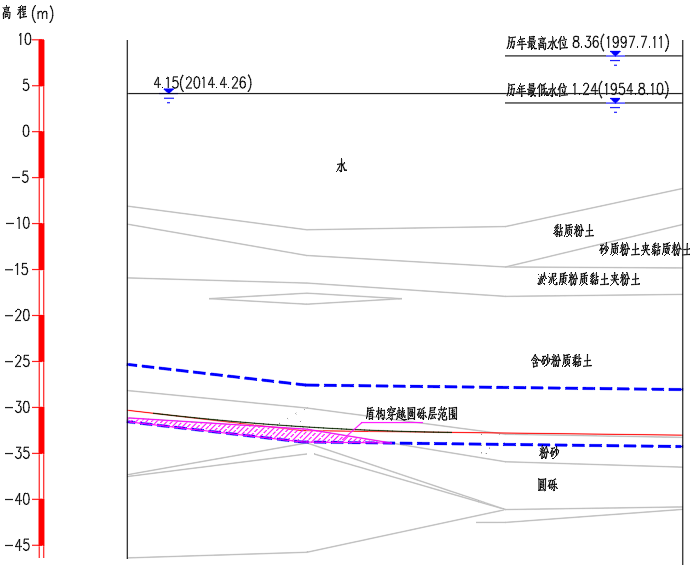 高程(m)
10
历年最高水位 8.36(1997.7.11)
5
4.15(2014.4.26)
历年最低水位 1.24(1954.8.10)
0
水
-5
-10
黏质粉土
砂质粉土夹黏质粉土
-15
淤泥质粉质黏土夹粉土
-20
-25
含砂粉质黏土
-30
盾构穿越圆砾层范围
-35
粉砂
圆砾
-40
-45